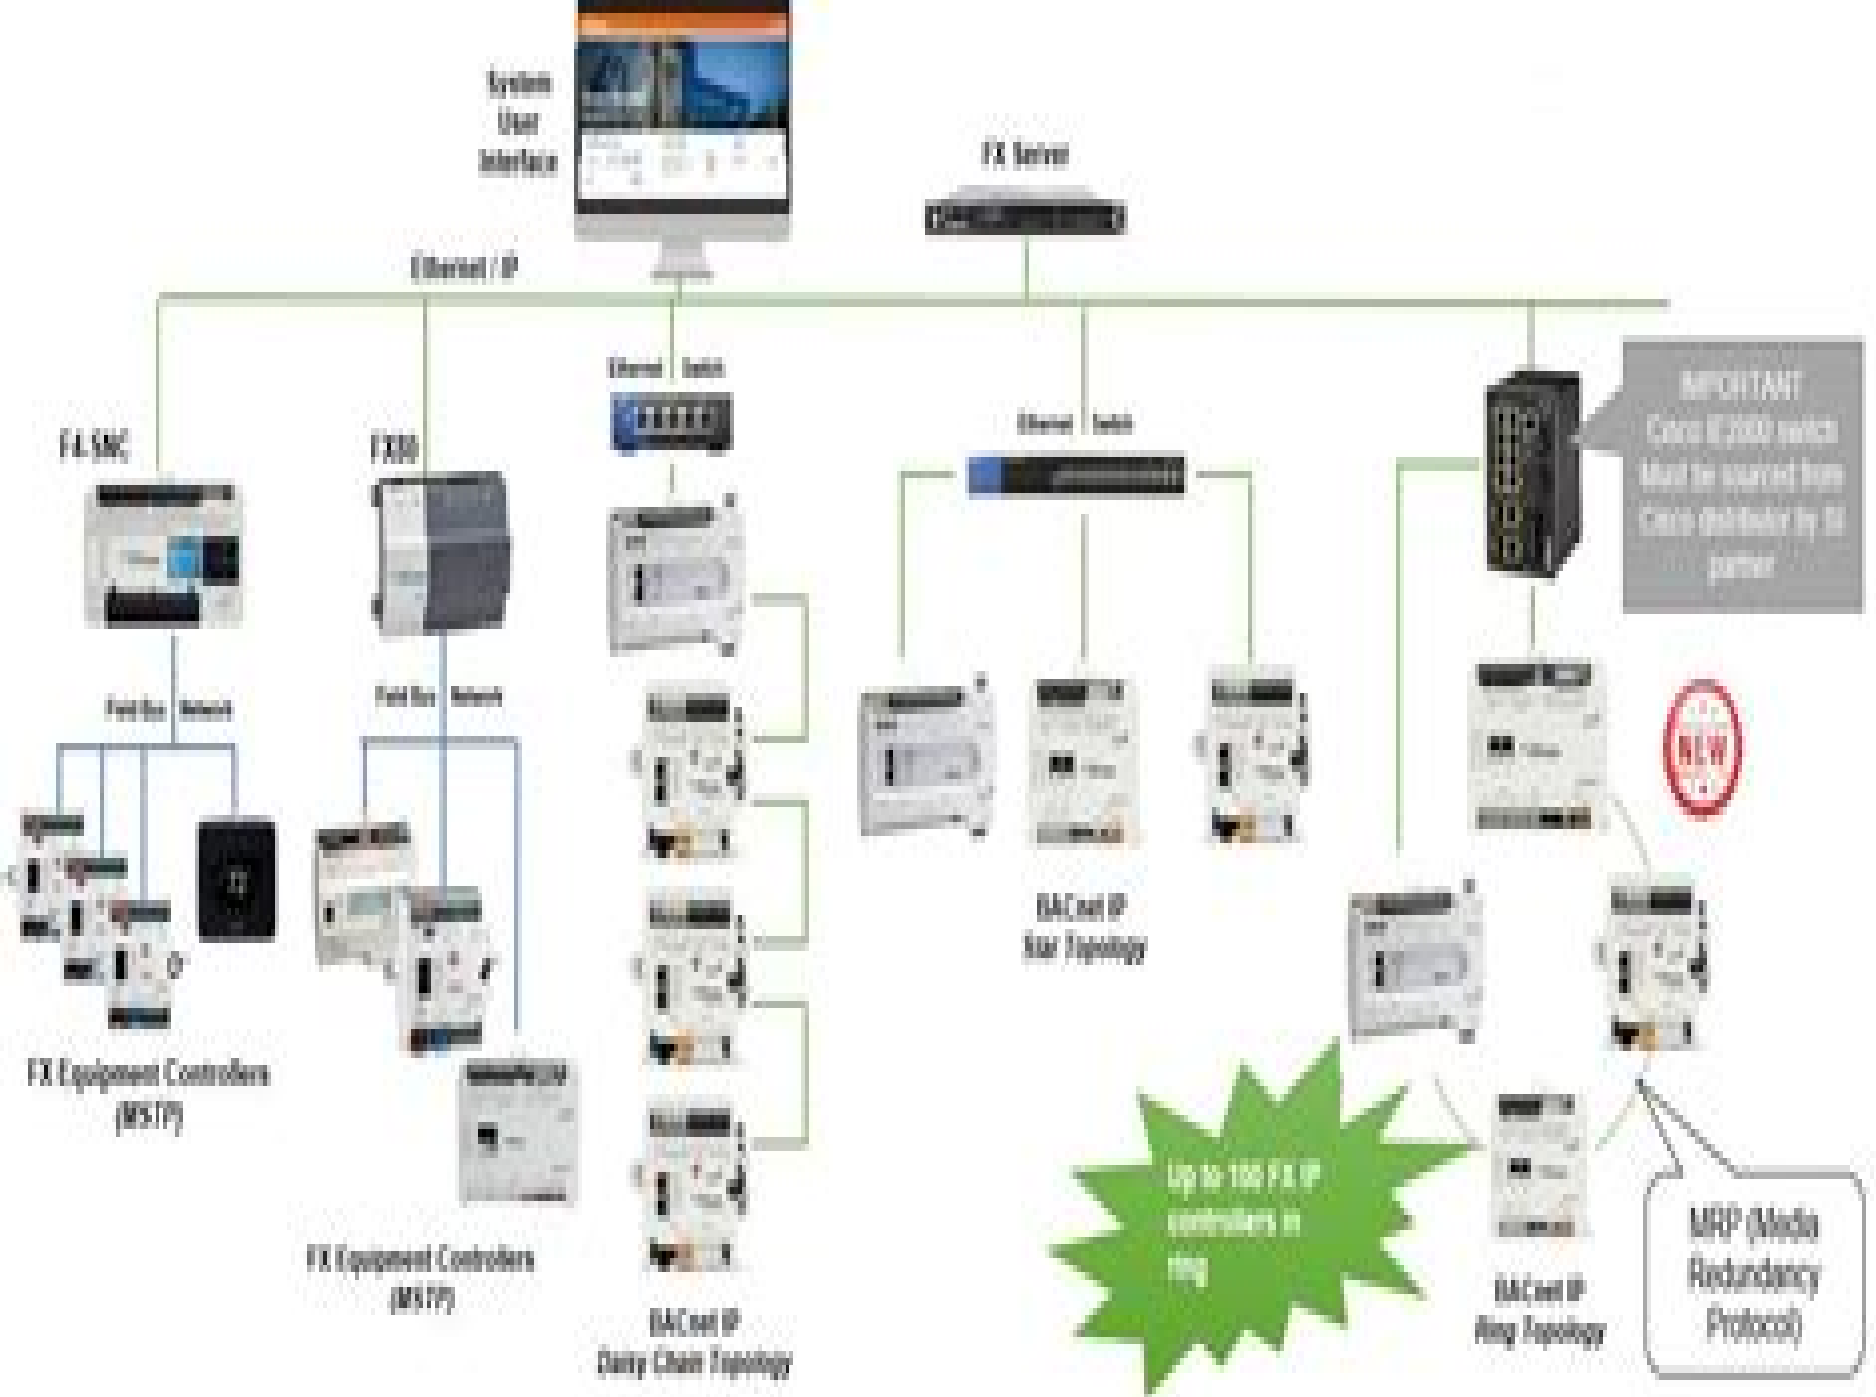 System
User
Interface
FX Server
Ethernet / IP
Ethernet Switch
Ethernet Switch
F4-SNC
FX80
IMPORTANT
Cisco IE2000 switch
Must be sourced from
Cisco distributor by
partner
Field Bus Network
Field Bus Network
NEW
BACnet IP
Star Topology
FX Equipment Controllers
(MSTP)
Up to 100 FX IP
controllers in
ring
MRP (Media
Redundancy
Protocol)
FX Equipment Controllers
(MSTP)
BACnet IP
Ring Topology
BACnet IP
Daisy Chain Topology